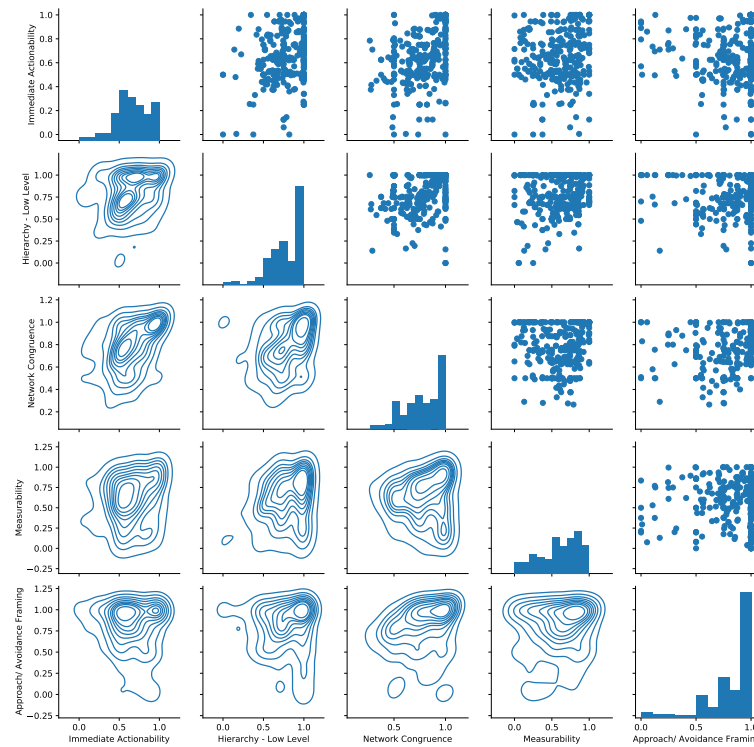 1.0
0.8
0.6
0.4
0.2
0.0
Immediate Actionability
1.00
0.75
0.50
0.25
0.00
Hierarchy - Low Level
1.2
1.0
0.8
0.6
0.4
0.2
Network Congruence
1.25
1.00
0.75
0.50
0.25
0.00
−0.25
Measurability
1.25
1.00
0.75
0.50
0.25
0.00
−0.25
Approach/ Avoidance Framing
0.0 0.5 1.0
0.0 0.5 1.0
0.5 1.0
0.0 0.5 1.0
0.0 0.5 1.0
Immediate Actionability
Hierarchy - Low Level
Network Congruence
Measurability
Approach/ Avoidance Framin